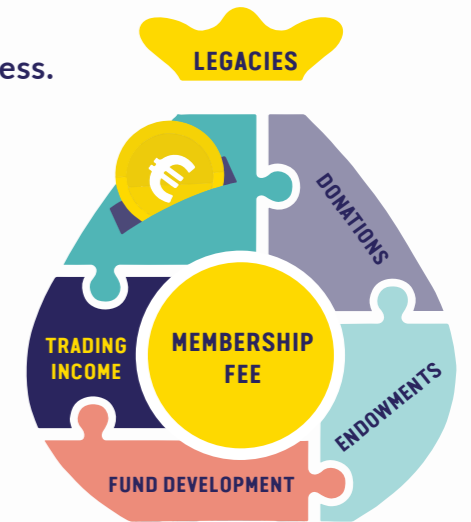 ess.
LEGACIES
€
DONATIONS
TRADING
INCOME
MEMBERSHIP
FEE
ENDOWMENTS
FUND DEVELOPMENT